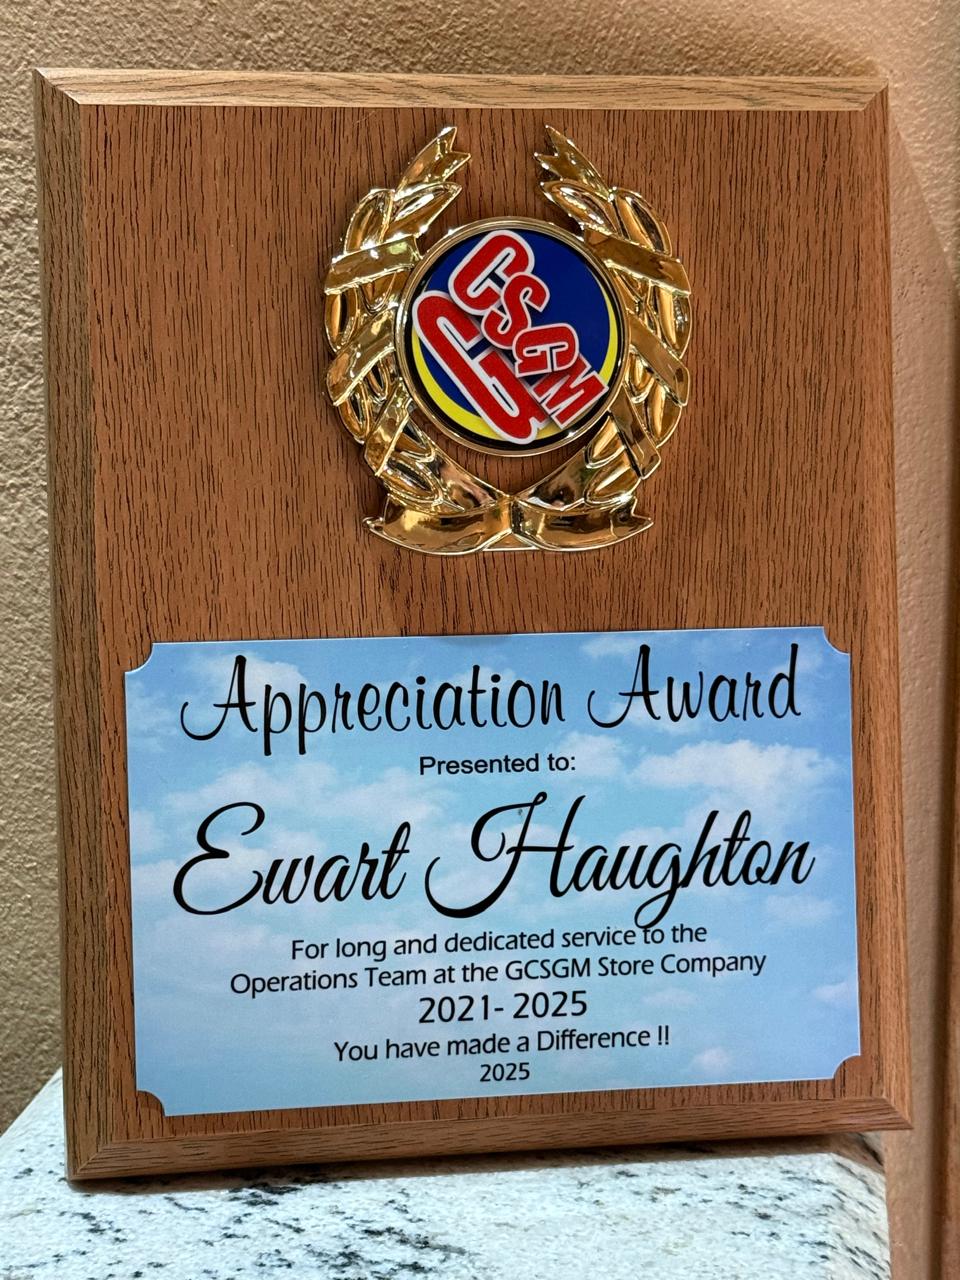 CSGM
G
Appreciation Award
Presented to:
Ewart Haughton
For long and dedicated service to the
Operations Team at the GCSGM Store Company
2021- 2025
You have made a Difference !!
2025